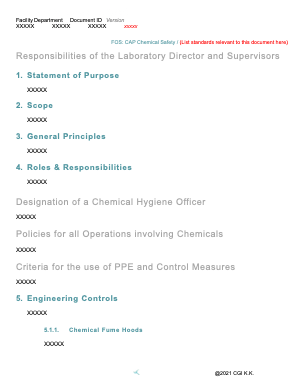 Facility Department Document ID Version
XXXXX XXXXX XXXXX xxxxx
FOS: CAP Chemical Safety / (List standards relevant to this document here)
Responsibilities of the Laboratory Director and Supervisors
1. Statement of Purpose
XXXXX
2. Scope
XXXXX
3. General Principles
XXXXX
4. Roles & Responsibilities
XXXXX
Designation of a Chemical Hygiene Officer
XXXXX
Policies for all Operations involving Chemicals
XXXXX
Criteria for the use of PPE and Control Measures
XXXXX
5. Engineering Controls
XXXXX
5.1.1. Chemical Fume Hoods
XXXXX
@2021 CGI K.K.